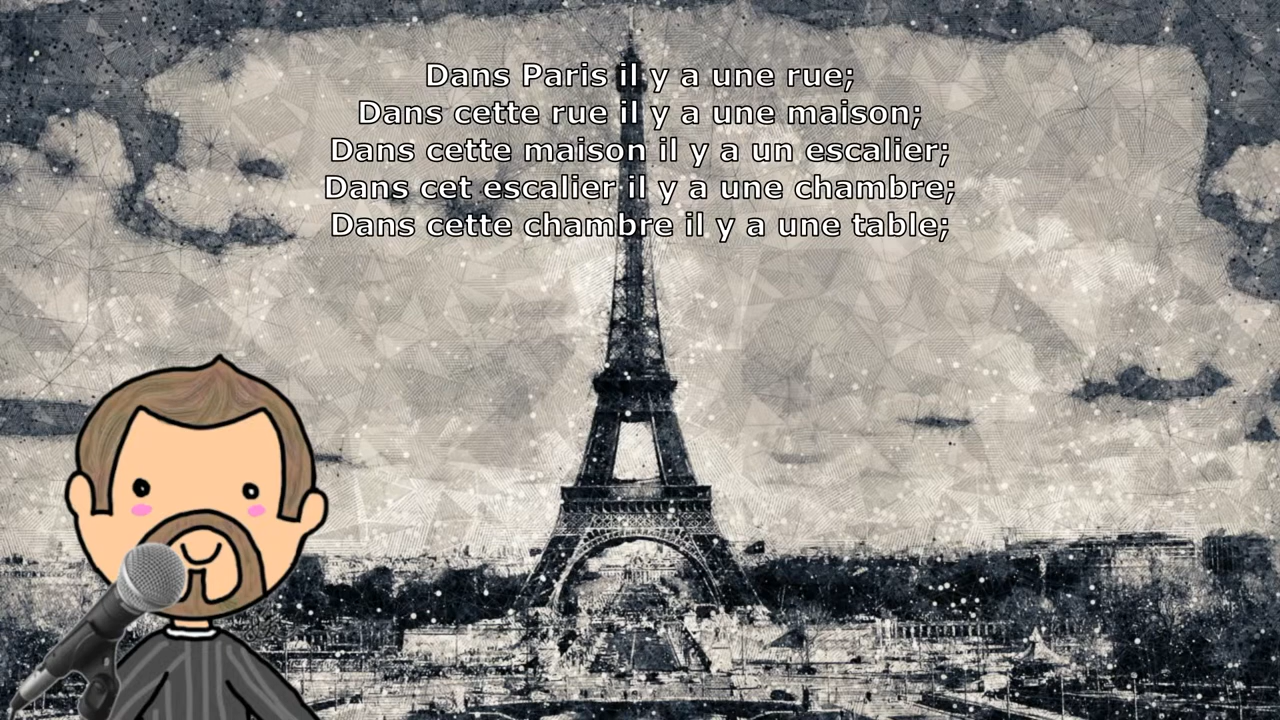 Dans Paris il y a une rue;
Dans cette rue il y a une maison;
Dans cette maison il y a un escalier;
Dans cet escalier il y a une chambre;
Dans cette chambre il y a une table;